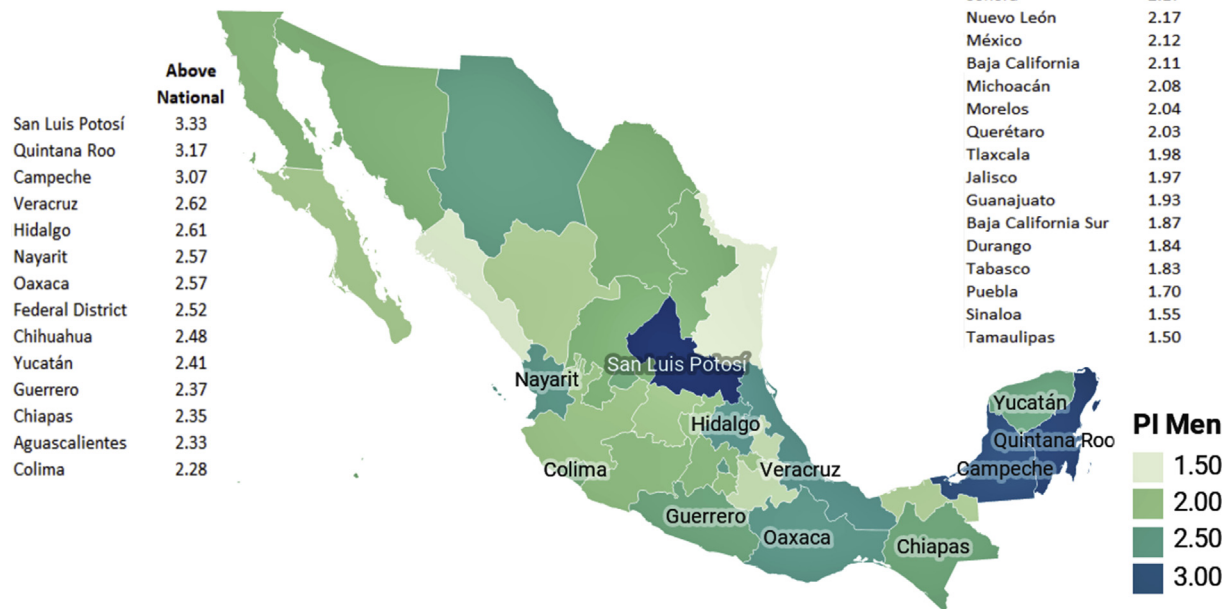 Nuevo León 2.17
México 2.12
Baja California 2.11
Michoacán 2.08
Morelos 2.04
Querétaro 2.03
Tlaxcala 1.98
Jalisco 1.97
Guanajuato 1.93
Baja California Sur 1.87
Durango 1.84
Tabasco 1.83
Puebla 1.70
Sinaloa 1.55
Tamaulipas 1.50
Above
National
San Luis Potosí 3.33
Quintana Roo 3.17
Campeche 3.07
Veracruz 2.62
Hidalgo 2.61
Nayarit 2.57
Oaxaca 2.57
Federal District 2.52
Chihuahua 2.48
Yucatán 2.41
Guerrero 2.37
Chiapas 2.35
Aguascalientes 2.33
Colima 2.28
San Luis Potosí
Nayarit
Yucatán
Hidalgo
Quintana Roo
Colima
Veracruz
Campeche
Guerrero
Oaxaca
Chiapas
PI Men
1.50
2.00
2.50
3.00